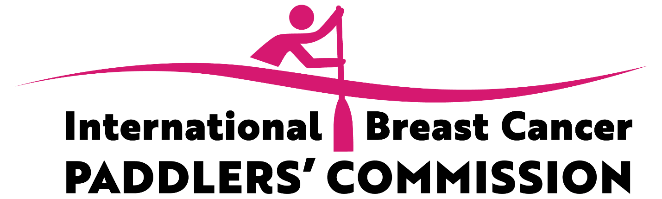 International Breast Cancer
PADDLERS’ COMMISSION